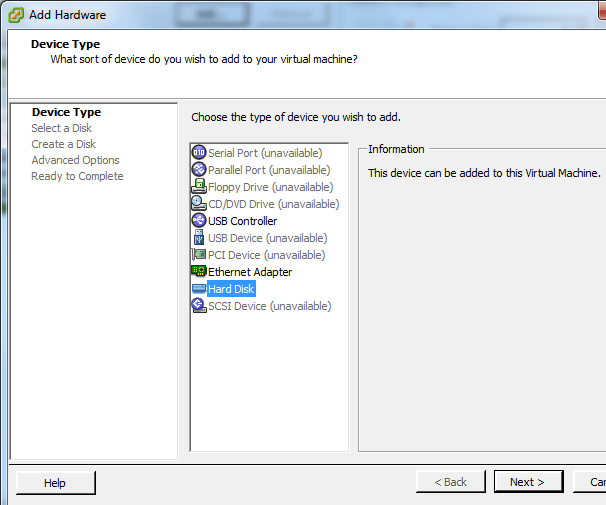 Add Hardware
Device Type
What sort of device do you wish to add to your virtual machine?
Device Type
Select a Disk
Create a Disk
Advanced Options
Ready to Complete
Choose the type of device you wish to add.
Serial Port (unavailable)
Parallel Port (unavailable)
Floppy Drive (unavailable)
CD/DVD Drive (unavailable)
USB Controller
USB Device (unavailable)
PCI Device (unavailable)
Ethernet Adapter
Hard Disk
SCSI Device (unavailable)
Information
This device can be added to this Virtual Machine.
Help
< Back
Next >
Can